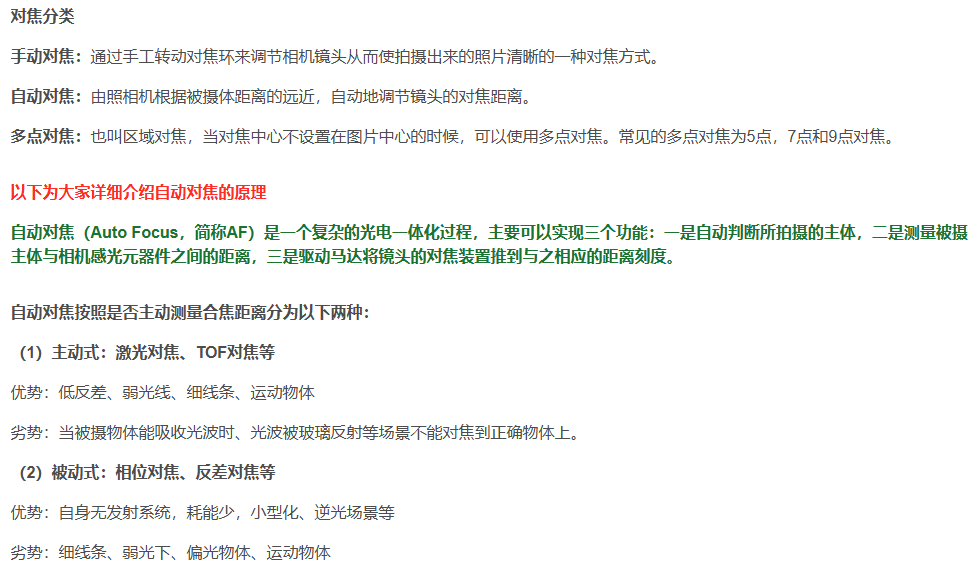 对焦分类
手动对焦：通过手工转动对焦环来调节相机镜头从而使拍摄出来的照片清晰的一种对焦方式。
自动对焦：由照相机根据被摄体距离的远近，自动地调节镜头的对焦距离。
多点对焦：也叫区域对焦，当对焦中心不设置在图片中心的时候，可以使用多点对焦。常见的多点对焦为5点，7点和9点对焦。
以下为大家详细介绍自动对焦的原理
自动对焦（Auto Focus，简称AF）是一个复杂的光电一体化过程，主要可以实现三个功能：一是自动判断所拍摄的主体，二是测量被摄
主体与相机感光元器件之间的距离，三是驱动马达将镜头的对焦装置推到与之相应的距离刻度。
自动对焦按照是否主动测量合焦距离分为以下两种：
（1）主动式：激光对焦、TOF对焦等
优势：低反差、弱光线、细线条、运动物体
劣势：当被摄物体能吸收光波时、光波被玻璃反射等场景不能对焦到正确物体上。
（2）被动式：相位对焦、反差对焦等
优势：自身无发射系统，耗能少，小型化、逆光场景等
劣势：细线条、弱光下、偏光物体、运动物体